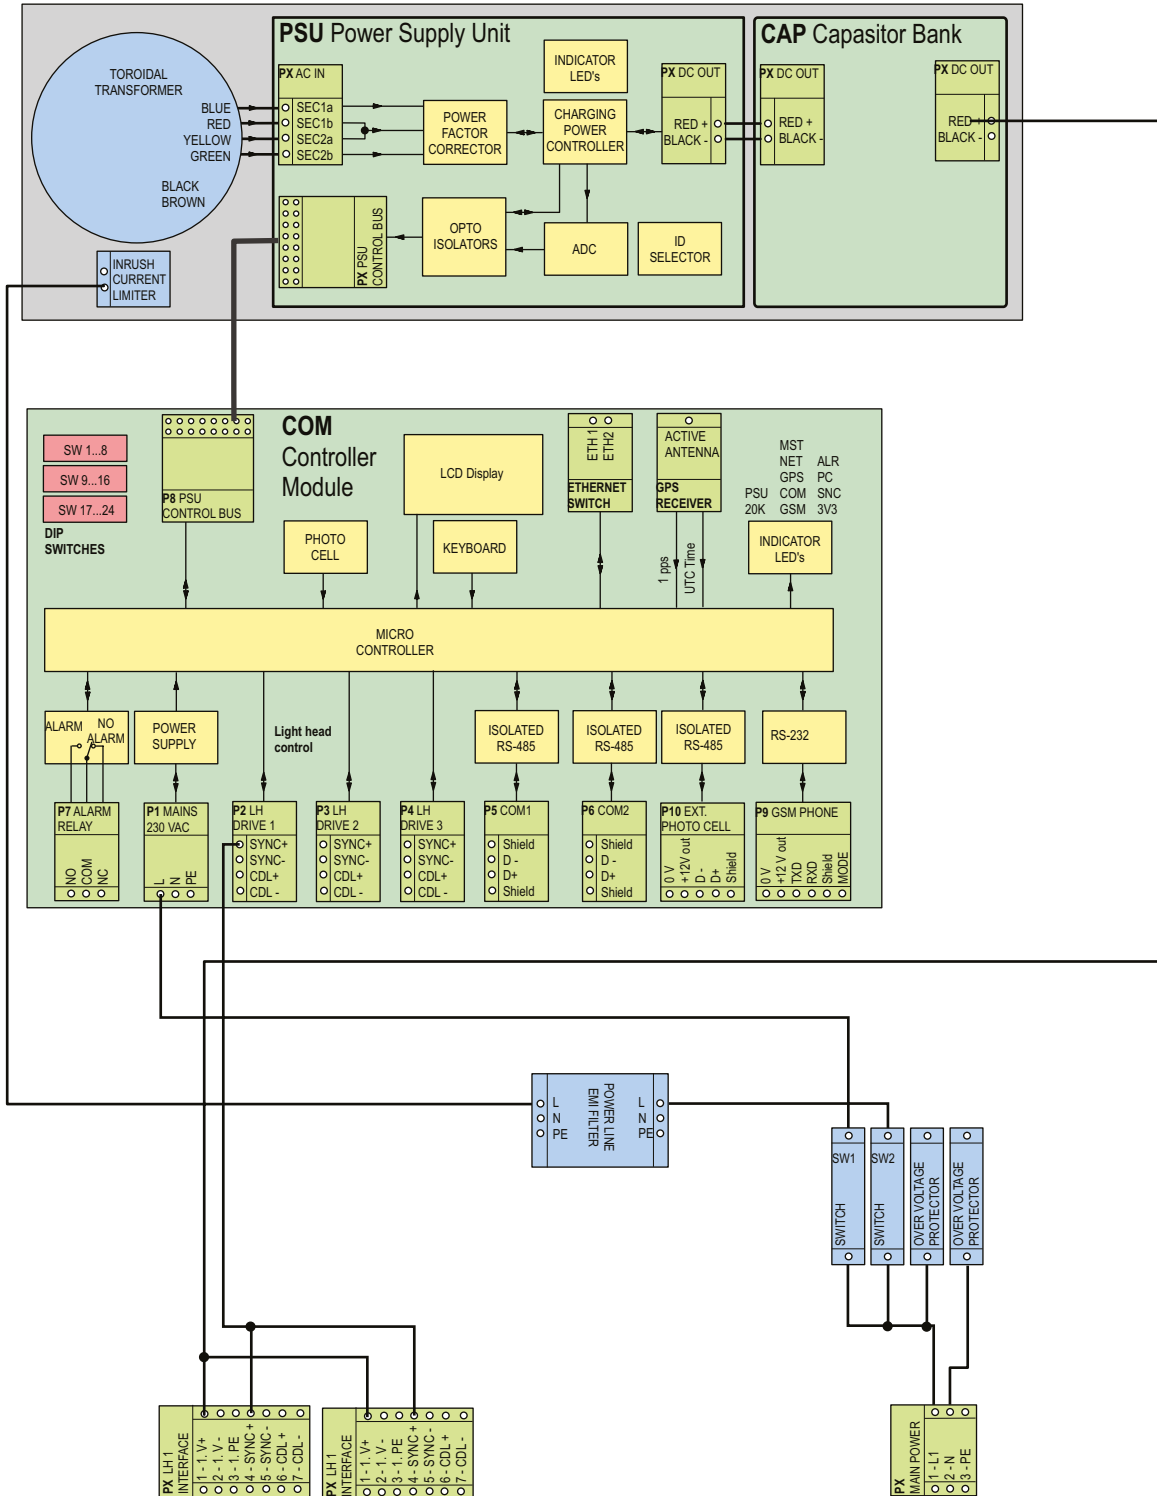 PSU Power Supply Unit
CAP Capasitor Bank
TOROIDAL
TRANSFORMER
BLUE
RED
YELLOW
GREEN
BLACK
BROWN
PX AC IN
SEC1a
SEC1b
SEC2a
SEC2b
POWER
FACTOR
CORRECTOR
INDICATOR
LED's
CHARGING
POWER
CONTROLLER
PX DC OUT
RED +
BLACK -
PX DC OUT
RED +
BLACK -
PX DC OUT
RED +
BLACK -
INRUSH
CURRENT
LIMITER
PX PSU
CONTROL BUS
OPTO
ISOLATORS
ADC
ID
SELECTOR
SW 1...8
SW 9...16
SW 17...24
DIP
SWITCHES
P8 PSU
CONTROL BUS
COM
Controller
Module
PHOTO
CELL
LCD Display
KEYBOARD
ETH 1
ETH2
ETHERNET
SWITCH
ACTIVE
ANTENNA
GPS
RECEIVER
1 pps
UTC Time
MST
NET ALR
GPS PC
PSU COM SNC
20K GSM 3V3
INDICATOR
LED's
MICRO
CONTROLLER
ALARM
NO
ALARM
POWER
SUPPLY
Light head
control
ISOLATED
RS-485
ISOLATED
RS-485
ISOLATED
RS-485
RS-232
P7 ALARM
RELAY
NO
COM
NC
P1 MAINS
230 VAC
L
N
PE
P2 LH
DRIVE 1
SYNC+
SYNC-
CDL+
CDL -
P3 LH
DRIVE 2
SYNC+
SYNC-
CDL+
CDL -
P4 LH
DRIVE 3
SYNC+
SYNC-
CDL+
CDL -
P5 COM1
Shield
D -
D+
Shield
P6 COM2
Shield
D -
D+
Shield
P10 EXT.
PHOTO CELL
0 V
+12V out
D -
D+
Shield
P9 GSM PHONE
0 V
+12 V out
TXD
RXD
Shield
MODE
L
N
PE
POWER LINE
EMI FILTER
L
N
PE
SW1
SWITCH
SW2
SWITCH
OVER VOLTAGE
PROTECTOR
OVER VOLTAGE
PROTECTOR
PX LH 1
INTERFACE
1 - 1. V+
2 - 1. V -
3 - 1. PE
4 - SYNC +
5 - SYNC -
6 - CDL +
7 - CDL -
PX LH 1
INTERFACE
1 - 1. V+
2 - 1. V -
3 - 1. PE
4 - SYNC +
5 - SYNC -
6 - CDL +
7 - CDL -
PX
MAIN POWER
1 - L1
2 - N
3 - PE